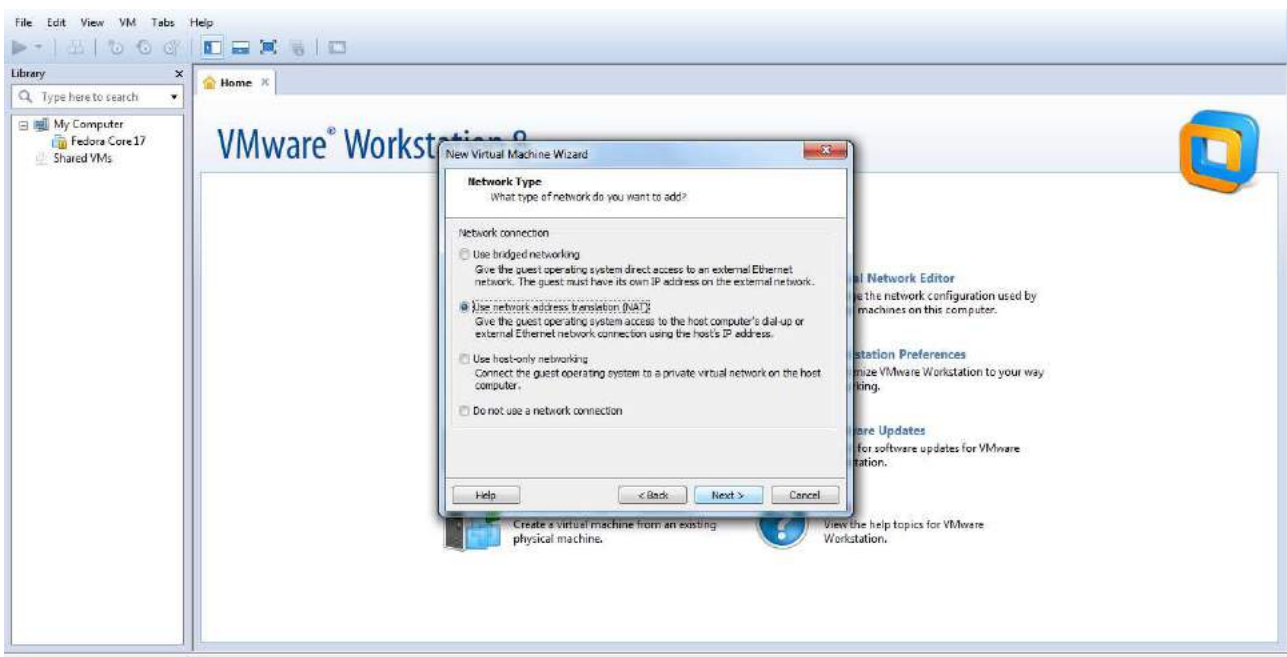 File Edit View VM Tabs Help
Library x
Type here to search
My Computer
Fedora Core 17
Shared VMs
Home x
VMware® Workstation 8
New Virtual Machine Wizard
Network Type
What type of network do you want to add?
Network connection
Use bridged networking
Give the guest operating system direct access to an external Ethernet
network. The guest must have its own IP address on the external network.
Use network address translation (NAT)
Give the guest operating system access to the host computer's dial-up or
external Ethernet network connection using the host's IP address.
Use host-only networking
Connect the guest operating system to a private virtual network on the host
computer.
Do not use a network connection
Help < Back Next > Cancel
al Network Editor
e the network configuration used by
machines on this computer.
station Preferences
mize VMware Workstation to your way
king.
are Updates
for software updates for VMware
tation.
Create a virtual machine from an existing
physical machine.
View the help topics for VMware
Workstation.